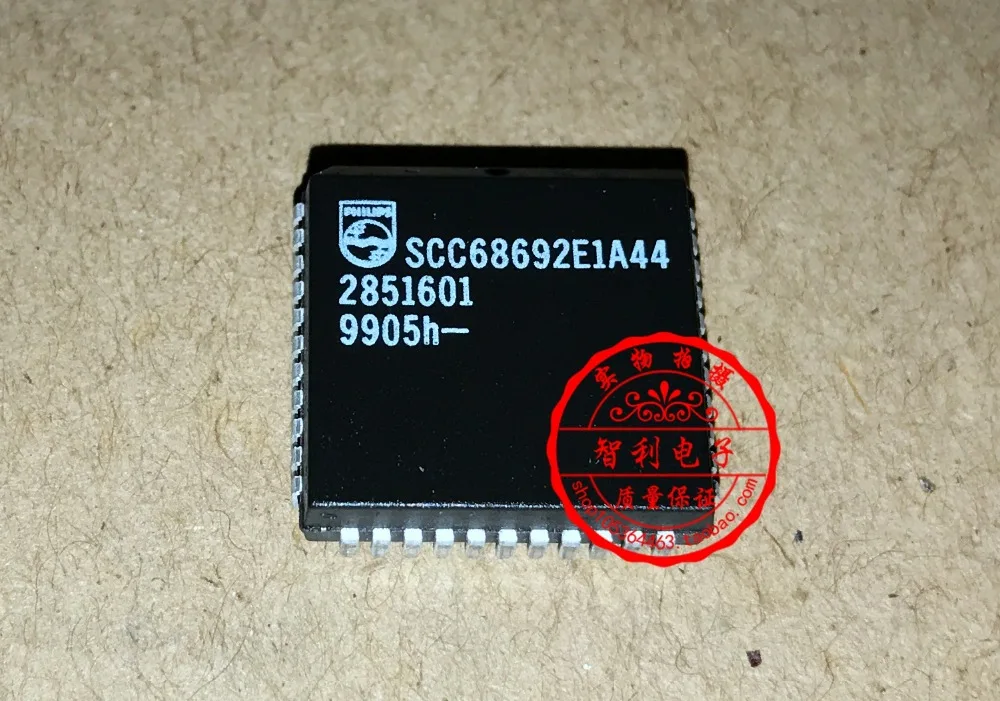 PHILIPS
SCC68692E1A44
2851601
9905h–
实物拍摄
智利电子
质量保证